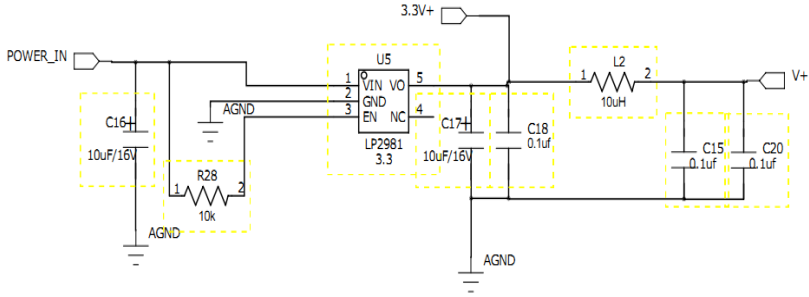 3.3V+
POWER_IN
U5
1 VIN VO 5
2 GND
3 EN NC 4
LP2981
3.3
AGND
C16 +
10uF/16V
1 R28 2
10k
AGND
C17 +
10uF/16V
C18
0.1uf
L2
1 2
10uH
V+
C15
0.1uf
C20
0.1uf
AGND